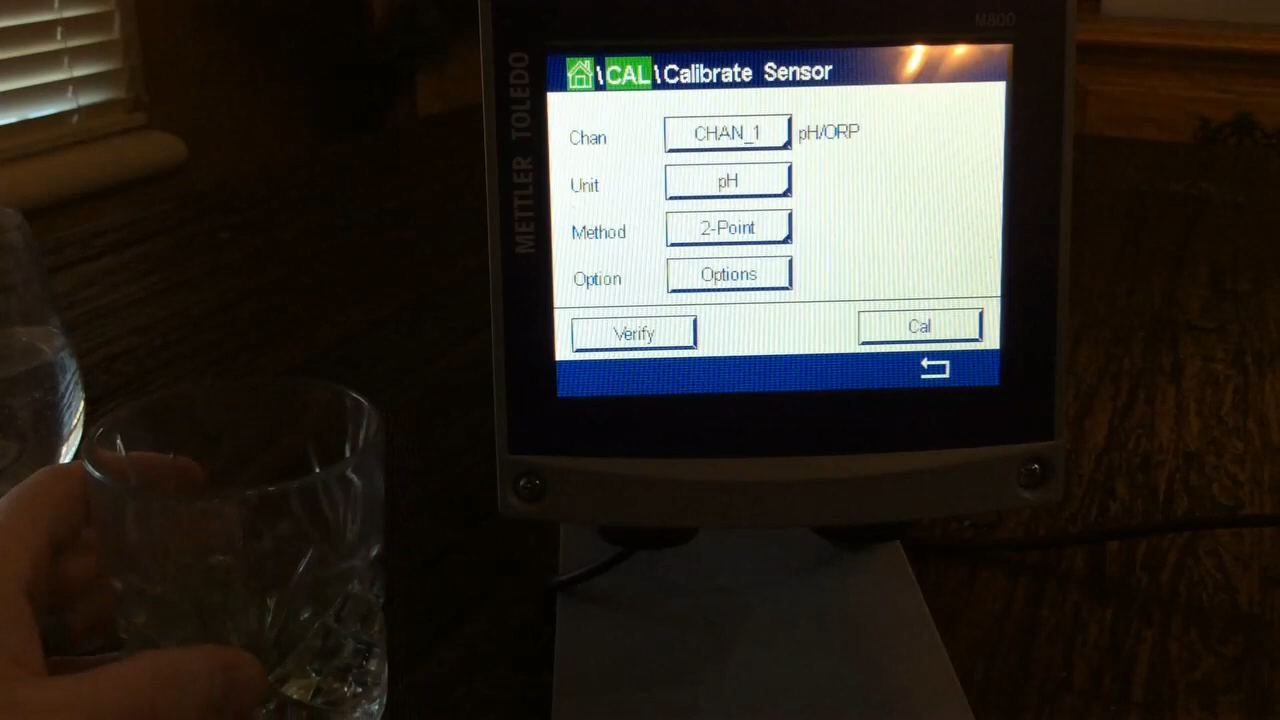 M800
METTLER TOLEDO
\CAL\Calibrate Sensor
Chan CHAN_1 pH/ORP
Unit pH
Method 2-Point
Option Options
Verify Cal